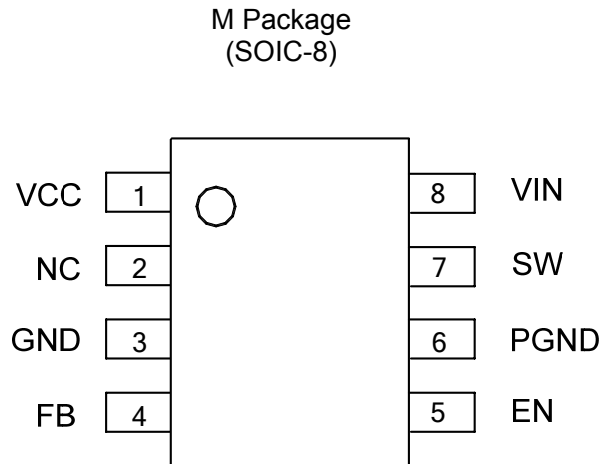 M Package
(SOIC-8)
VCC 1 8 VIN
NC 2 7 SW
GND 3 6 PGND
FB 4 5 EN